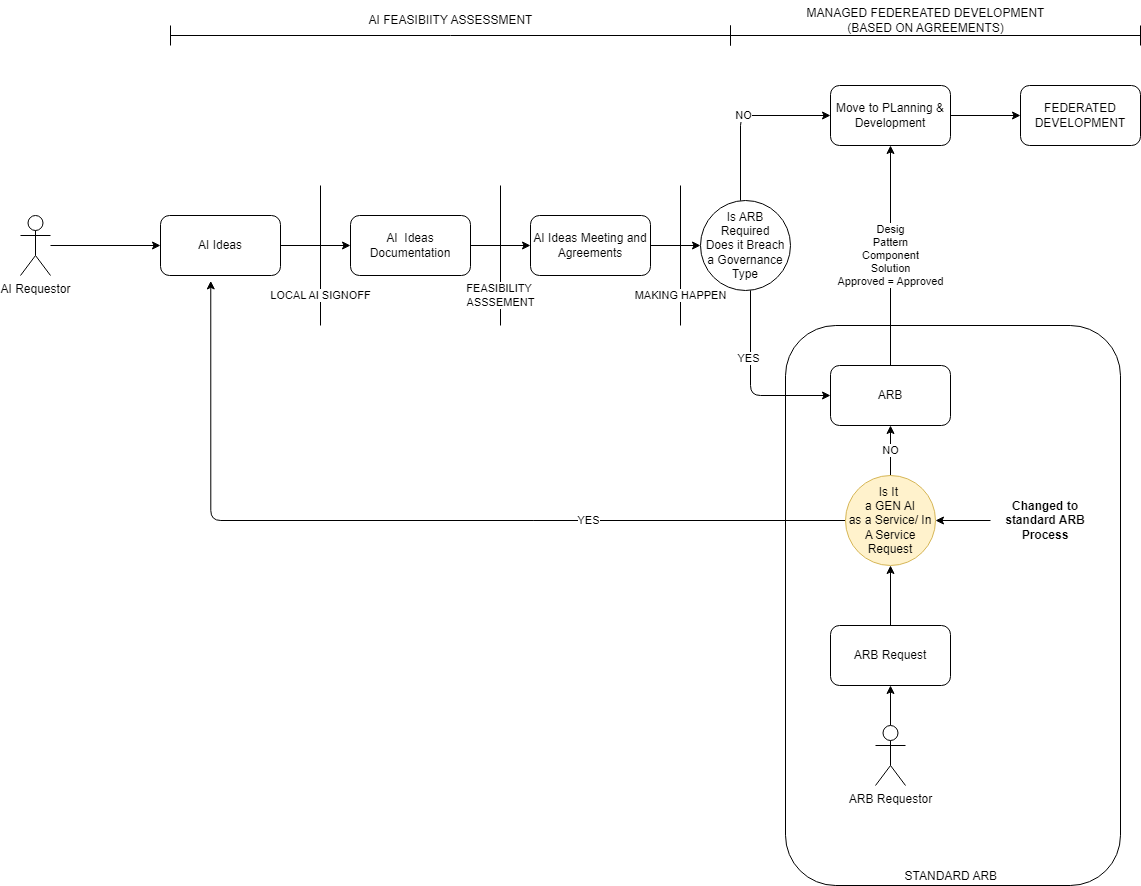 AI FEASIBIITY ASSESSMENT
MANAGED FEDEREATED DEVELOPMENT
(BASED ON AGREEMENTS)
NO
Move to PLanning &
Development
FEDERATED
DEVELOPMENT
AI Requestor
AI Ideas
LOCAL AI SIGNOFF
AI  Ideas
Documentation
FEASIBILITY
ASSSEMENT
AI Ideas Meeting and
Agreements
MAKING HAPPEN
Is ARB
Required
Does it Breach
a Governance
Type
Desig
Pattern
Component
Solution
Approved = Approved
YES
ARB
NO
Is It
a GEN AI
as a Service/ In
A Service
Request
YES
Changed to
standard ARB
Process
ARB Request
ARB Requestor
STANDARD ARB